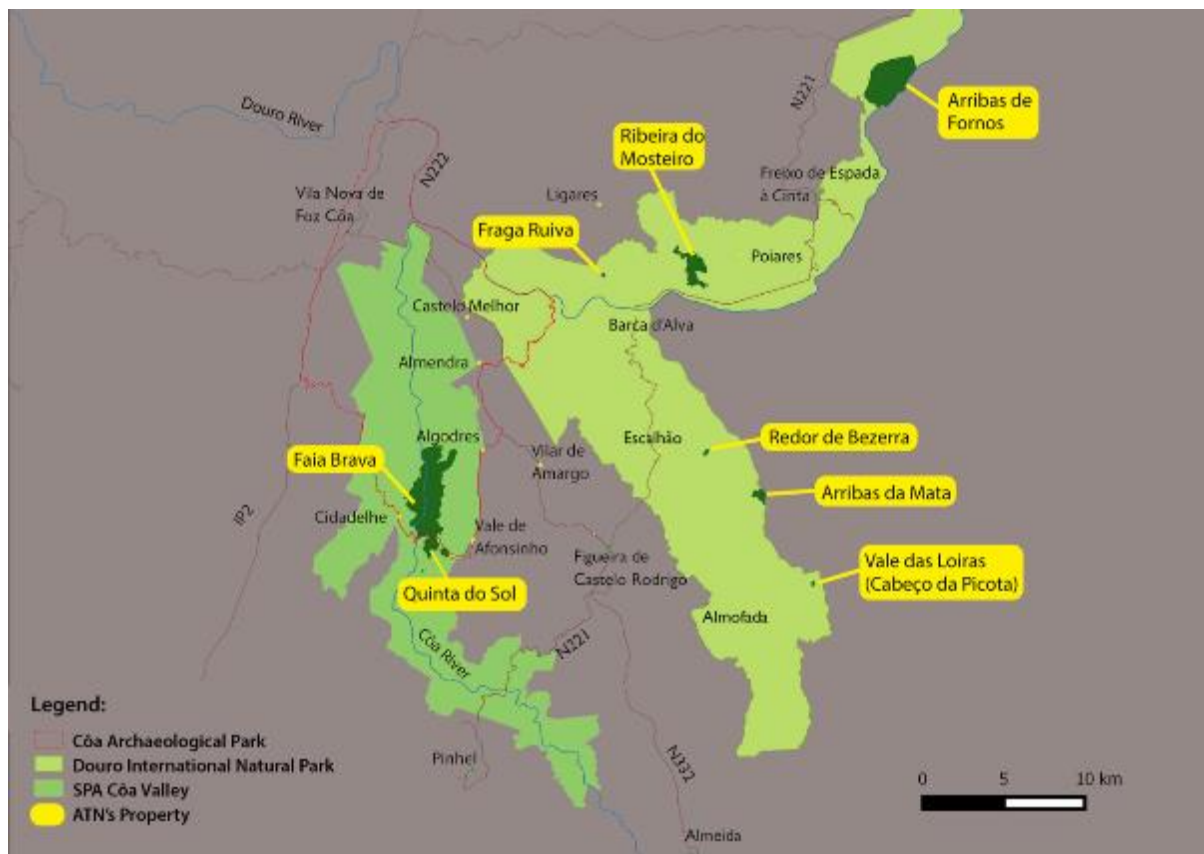 Douro River
N222
N221
Arribas de
Fornos
Ribeira do
Mosteiro
Freixo de Espada
à Cinta
Ligares
Vila Nova de
Foz Côa
Fraga Ruiva
Poiares
Castelo Melhor
Barca d'Alva
Almendra
Algodres
Escalhão
Redor de Bezerra
Faia Brava
Vilar de
Amargo
Arribas da Mata
IP2
Cidadelhe
Vale de
Afonsinho
Figueira de
Castelo Rodrigo
Vale das Loiras
(Cabeço da Picota)
Quinta do Sol
Almofada
N221
Côa River
Legend:
Côa Archaeological Park
Douro International Natural Park
SPA Côa Valley
ATN's Property
Pinhel
N332
Almeida
0 5 10 km